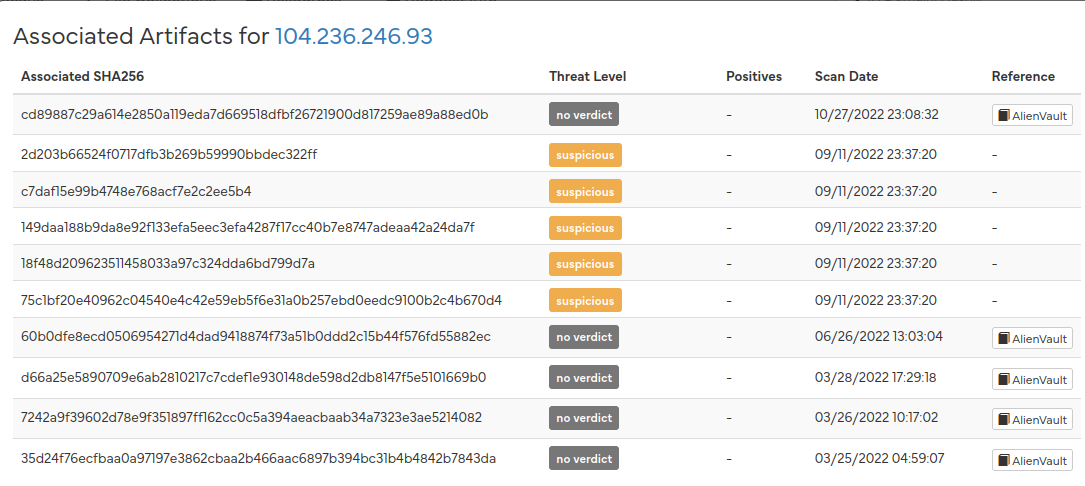 Associated Artifacts for 104.236.246.93
Associated SHA256 Threat Level Positives Scan Date Reference
cd89887c29a614e2850a119eda7d669518dfbf26721900d817259ae89a88ed0b no verdict - 10/27/2022 23:08:32 AlienVault
2d203b66524f0717dfb3b269b59990bbdec322ff suspicious - 09/11/2022 23:37:20 -
c7daf15e99b4748e768acf7e2c2ee5b4 suspicious - 09/11/2022 23:37:20 -
149daa188b9da8e92f133efa5eec3efa4287f17cc40b7e8747adeaa42a24da7f suspicious - 09/11/2022 23:37:20 -
18f48d209623511458033a97c324dda6bd799d7a suspicious - 09/11/2022 23:37:20 -
75c1bf20e40962c04540e4c42e59eb5f6e31a0b257ebd0eedc9100b2c4b670d4 suspicious - 09/11/2022 23:37:20 -
60b0dfe8ecd0506954271d4dad9418874f73a51b0ddd2c15b44f576fd55882ec no verdict - 06/26/2022 13:03:04 AlienVault
d66a25e5890709e6ab2810217c7cdef1e930148de598d2db8147f5e5101669b0 no verdict - 03/28/2022 17:29:18 AlienVault
7242a9f39602d78e9f351897ff162cc0c5a394aeacbaab34a7323e3ae5214082 no verdict - 03/26/2022 10:17:02 AlienVault
35d24f76ecfbaa0a97197e3862cbaa2b466aac6897b394bc31b4b4842b7843da no verdict - 03/25/2022 04:59:07 AlienVault